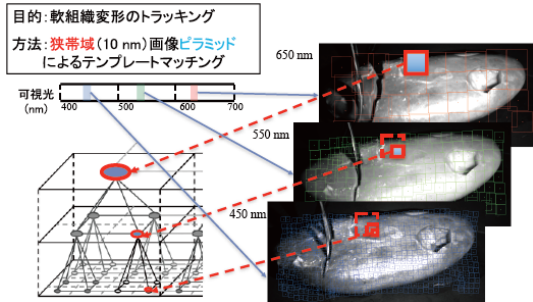 目的：軟組織変形のトラッキング
方法：狭帯域(10 nm)画像ピラミッド
によるテンプレートマッチング
可視光
(nm)
400
500
600
700
650 nm
550 nm
450 nm